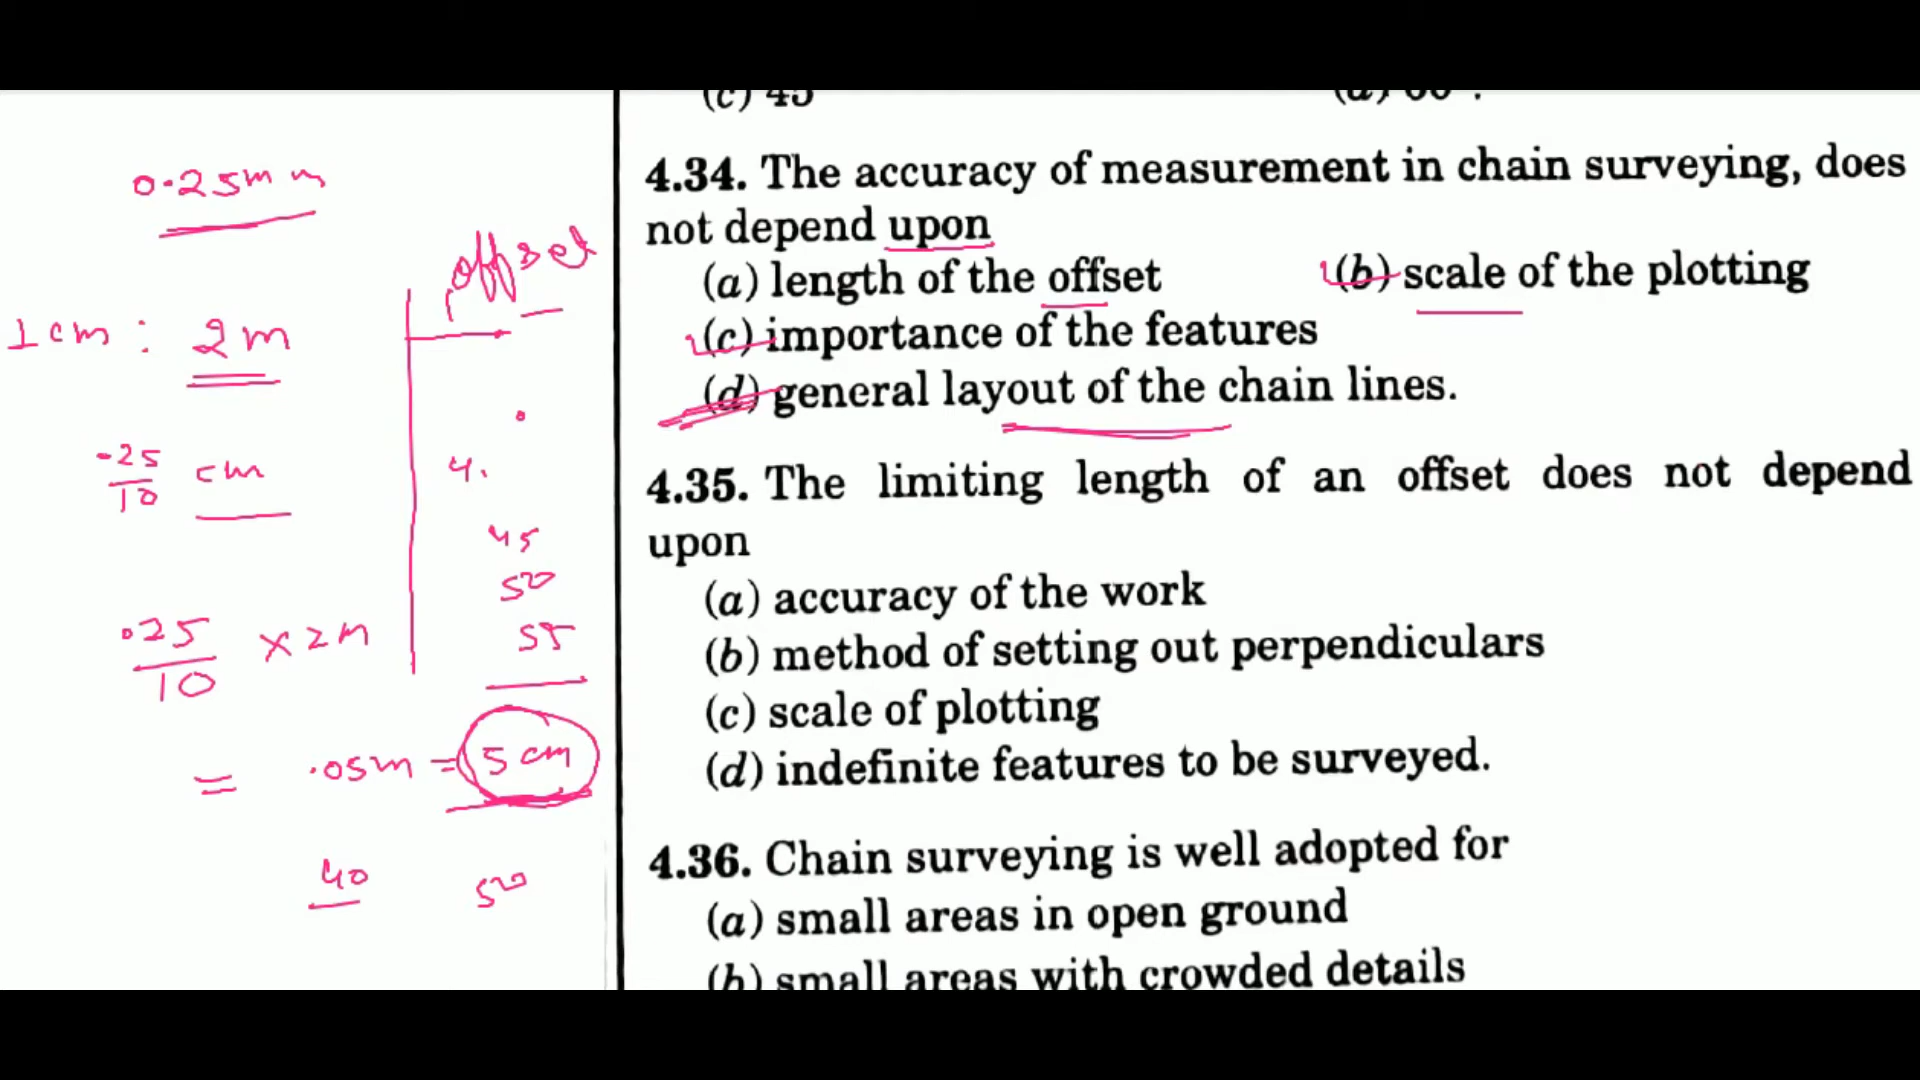 0.25mm
offset
1cm : 2m
.25/10 cm
4.
45
50
.25/10 x 2m
55
= .05m = 5cm
40 50
4.34. The accuracy of measurement in chain surveying, does
not depend upon
(a) length of the offset (b) scale of the plotting
(c) importance of the features
(d) general layout of the chain lines.
4.35. The limiting length of an offset does not depend
upon
(a) accuracy of the work
(b) method of setting out perpendiculars
(c) scale of plotting
(d) indefinite features to be surveyed.
4.36. Chain surveying is well adopted for
(a) small areas in open ground
(b) small areas with crowded details